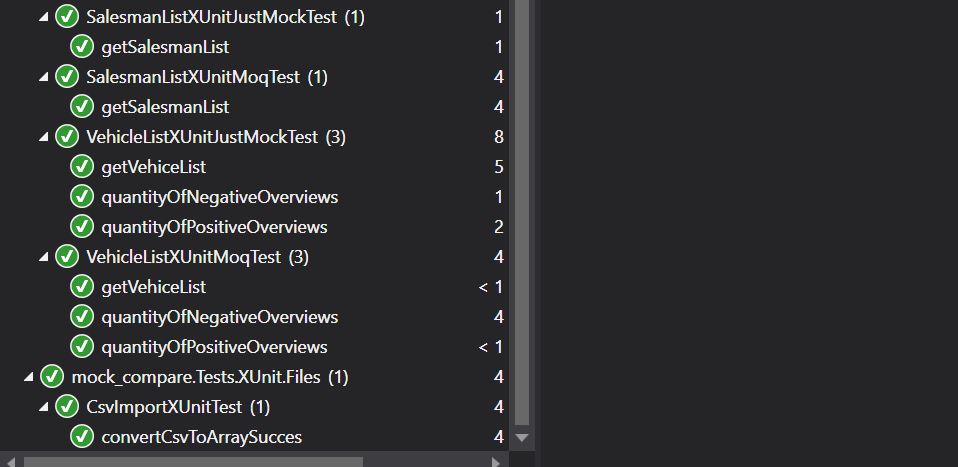 SalesmanListXUnitJustMockTest (1) 1
getSalesmanList 1
SalesmanListXUnitMoqTest (1) 4
getSalesmanList 4
VehicleListXUnitJustMockTest (3) 8
getVehiceList 5
quantityOfNegativeOverviews 1
quantityOfPositiveOverviews 2
VehicleListXUnitMoqTest (3) 4
getVehiceList < 1
quantityOfNegativeOverviews 4
quantityOfPositiveOverviews < 1
mock_compare.Tests.XUnit.Files (1) 4
CsvImportXUnitTest (1) 4
convertCsvToArraySucces 4